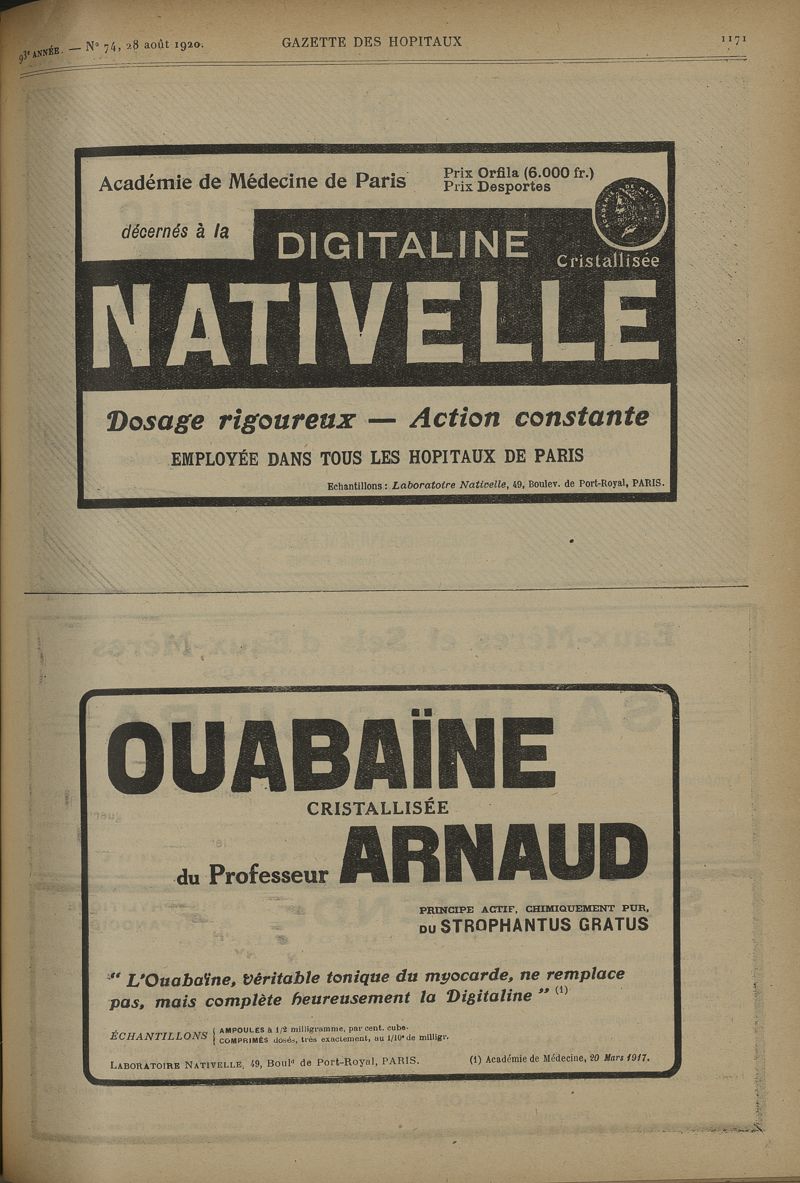 93e ANNÉE. — No 74, 28 août 1920.
GAZETTE DES HOPITAUX
1171
Académie de Médecine de Paris
Prix Orfila (6.000 fr.)
Prix Desportes
décernés à la
DIGITALINE
Cristallisée
NATIVELLE
Dosage rigoureux — Action constante
EMPLOYÉE DANS TOUS LES HOPITAUX DE PARIS
Echantillons : Laboratoire Nativelle, 49, Boulev. de Port-Royal, PARIS.
OUABAÏNE
CRISTALLISÉE
du Professeur ARNAUD
PRINCIPE ACTIF, CHIMIQUEMENT PUR,
DU STROPHANTUS GRATUS
“ L'Ouabaïne, véritable tonique du myocarde, ne remplace
pas, mais complète heureusement la Digitaline ” (1)
ÉCHANTILLONS { AMPOULES à 1/2 milligramme, par cent. cube.
COMPRIMÉS dosés, très exactement, au 1/10e de milligr.
LABORATOIRE NATIVELLE, 49, Bould de Port-Royal, PARIS.
(1) Académie de Médecine, 20 Mars 1917.